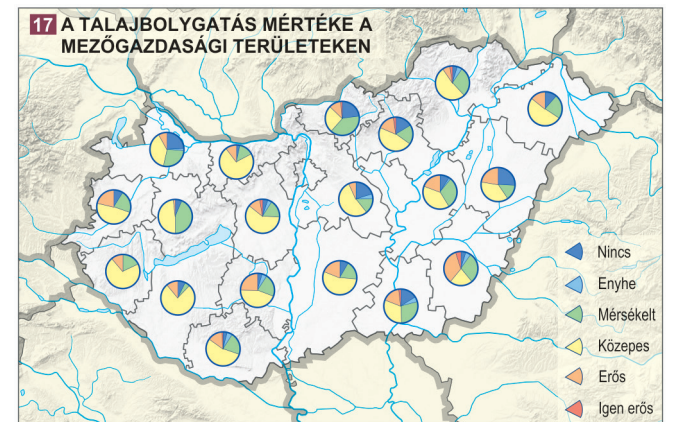 17 A TALAJBOLYGATÁS MÉRTÉKE A
MEZŐGAZDASÁGI TERÜLETEKEN
Nincs
Enyhe
Mérsékelt
Közepes
Erős
Igen erős